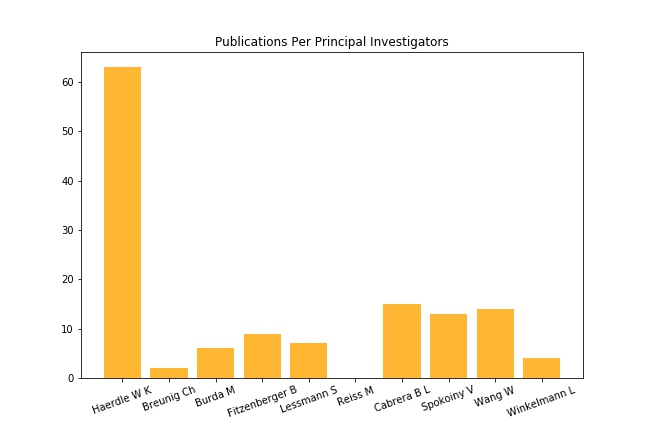 Publications Per Principal Investigators
60
50
40
30
20
10
0
Haerdle W K
Breunig Ch
Burda M
Fitzenberger B
Lessmann S
Reiss M
Cabrera B L
Spokoiny V
Wang W
Winkelmann L